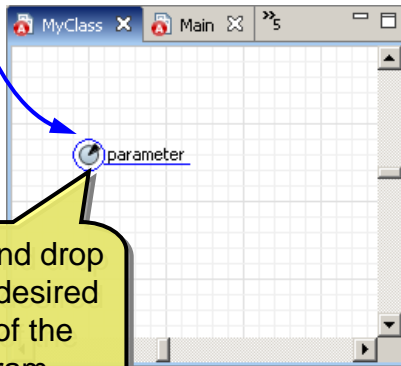 MyClass Main »5
parameter
nd drop
desired
of the